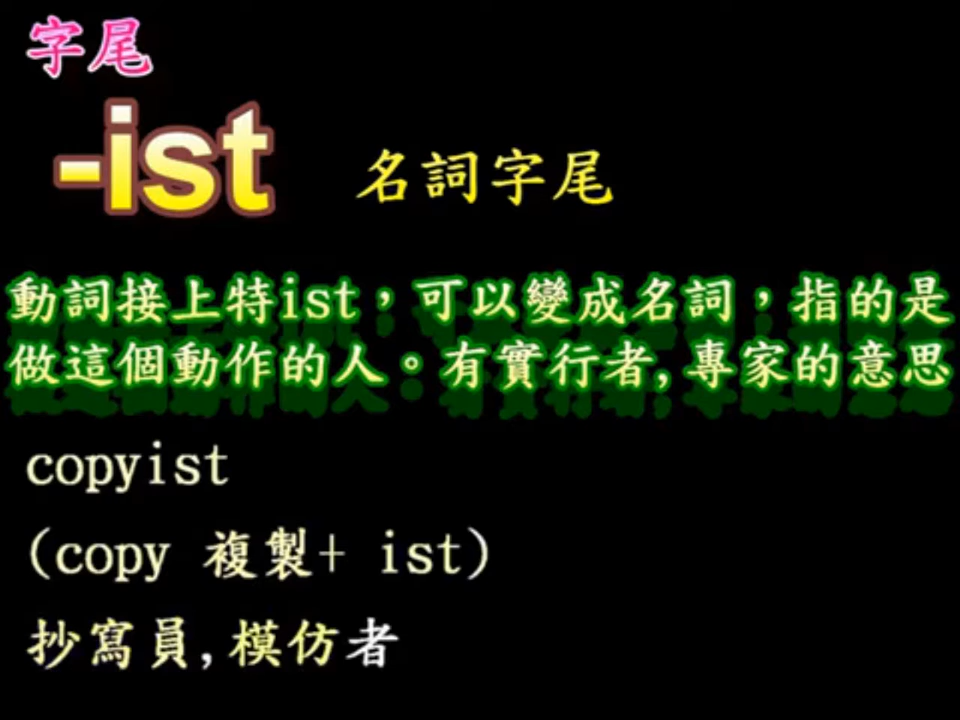 字尾
-ist 名詞字尾
動詞接上特ist，可以變成名詞，指的是
做這個動作的人。有實行者,專家的意思
copyist
(copy 複製+ ist)
抄寫員,模仿者